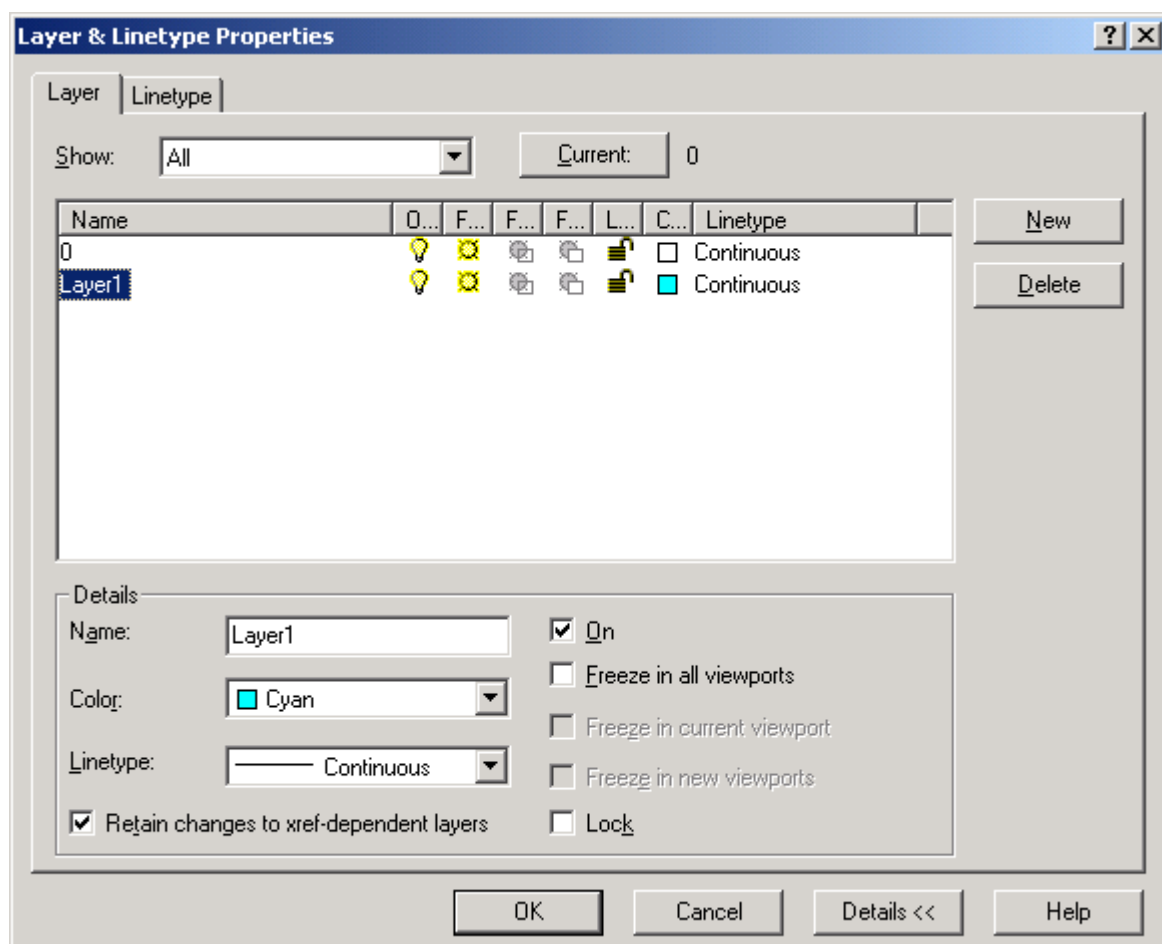 Layer & Linetype Properties
Layer Linetype
Show: All Current: 0
Name O... F... F... F... L... C... Linetype
0 Continuous
Layer1 Continuous
New
Delete
Details
Name: Layer1
Color: Cyan
Linetype: Continuous
Retain changes to xref-dependent layers
On
Freeze in all viewports
Freeze in current viewport
Freeze in new viewports
Lock
OK Cancel Details << Help